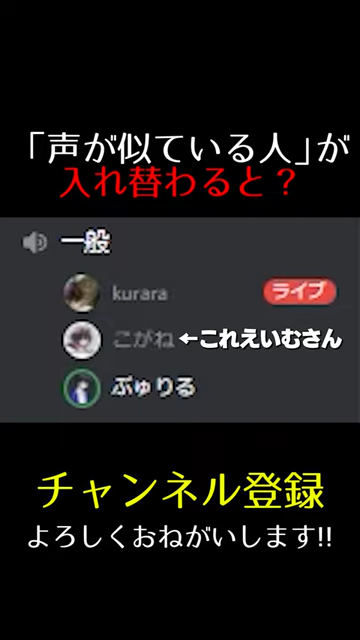 「声が似ている人」が
入れ替わると？
一般
kurara ライブ
こがね ←これえいむさん
ぷゅりる
チャンネル登録
よろしくおねがいします!!